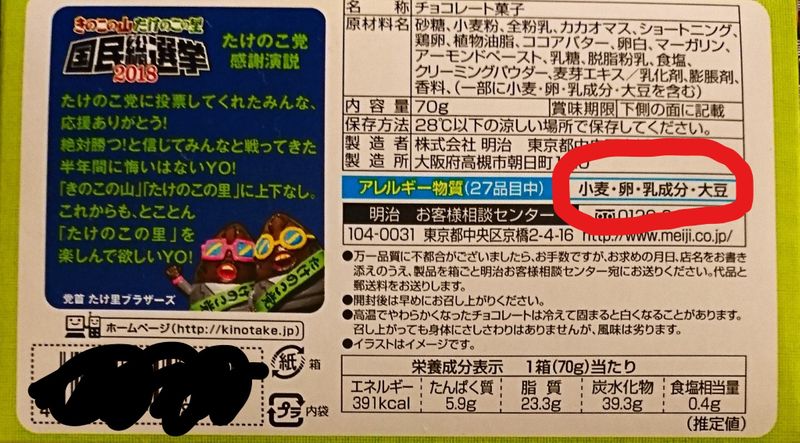 きのこの山たけのこの里
国民総選挙
2018
たけのこ党
感謝演説
たけのこ党に投票してくれたみんな、
応援ありがとう!
絶対勝つ!と信じてみんなと戦ってきた
半年間に悔いはないYO!
「きのこの山」「たけのこの里」に上下なし。
これからも、とことん
「たけのこの里」を
楽しんで欲しいYO!
党首 たけ里ブラザーズ
ホームページ(http://kinotake.jp)
紙 箱
プラ 内袋
名称 チョコレート菓子
原材料名 砂糖、小麦粉、全粉乳、カカオマス、ショートニング、
鶏卵、植物油脂、ココアバター、卵白、マーガリン、
アーモンドペースト、乳糖、脱脂粉乳、食塩、
クリーミングパウダー、麦芽エキス/乳化剤、膨脹剤、
香料、(一部に小麦・卵・乳成分・大豆を含む)
内容量 70g 賞味期限 下側の面に記載
保存方法 28℃以下の涼しい場所で保存してください。
製造者 株式会社 明治 東京都中央
製造所 大阪府高槻市朝日町
アレルギー物質(27品目中) 小麦・卵・乳成分・大豆
明治 お客様相談センター 0120
104-0031 東京都中央区京橋2-4-16 http://www.meiji.co.jp/
●万一品質に不都合がございましたら、お手数ですが、お求めの月日、店名をお書き
添えのうえ、製品を箱ごと明治お客様相談センター宛にお送りください。代品と
郵送料をお送りします。
●開封後は早めにお召し上がりください。
●高温でやわらかくなったチョコレートは冷えて固まると白くなることがあります。
召し上がっても身体にさしさわりはありませんが、風味は劣ります。
●イラストはイメージです。
栄養成分表示 1箱(70g)当たり
エネルギー たんぱく質 脂質 炭水化物 食塩相当量
391kcal 5.9g 23.3g 39.3g 0.4g
(推定値)